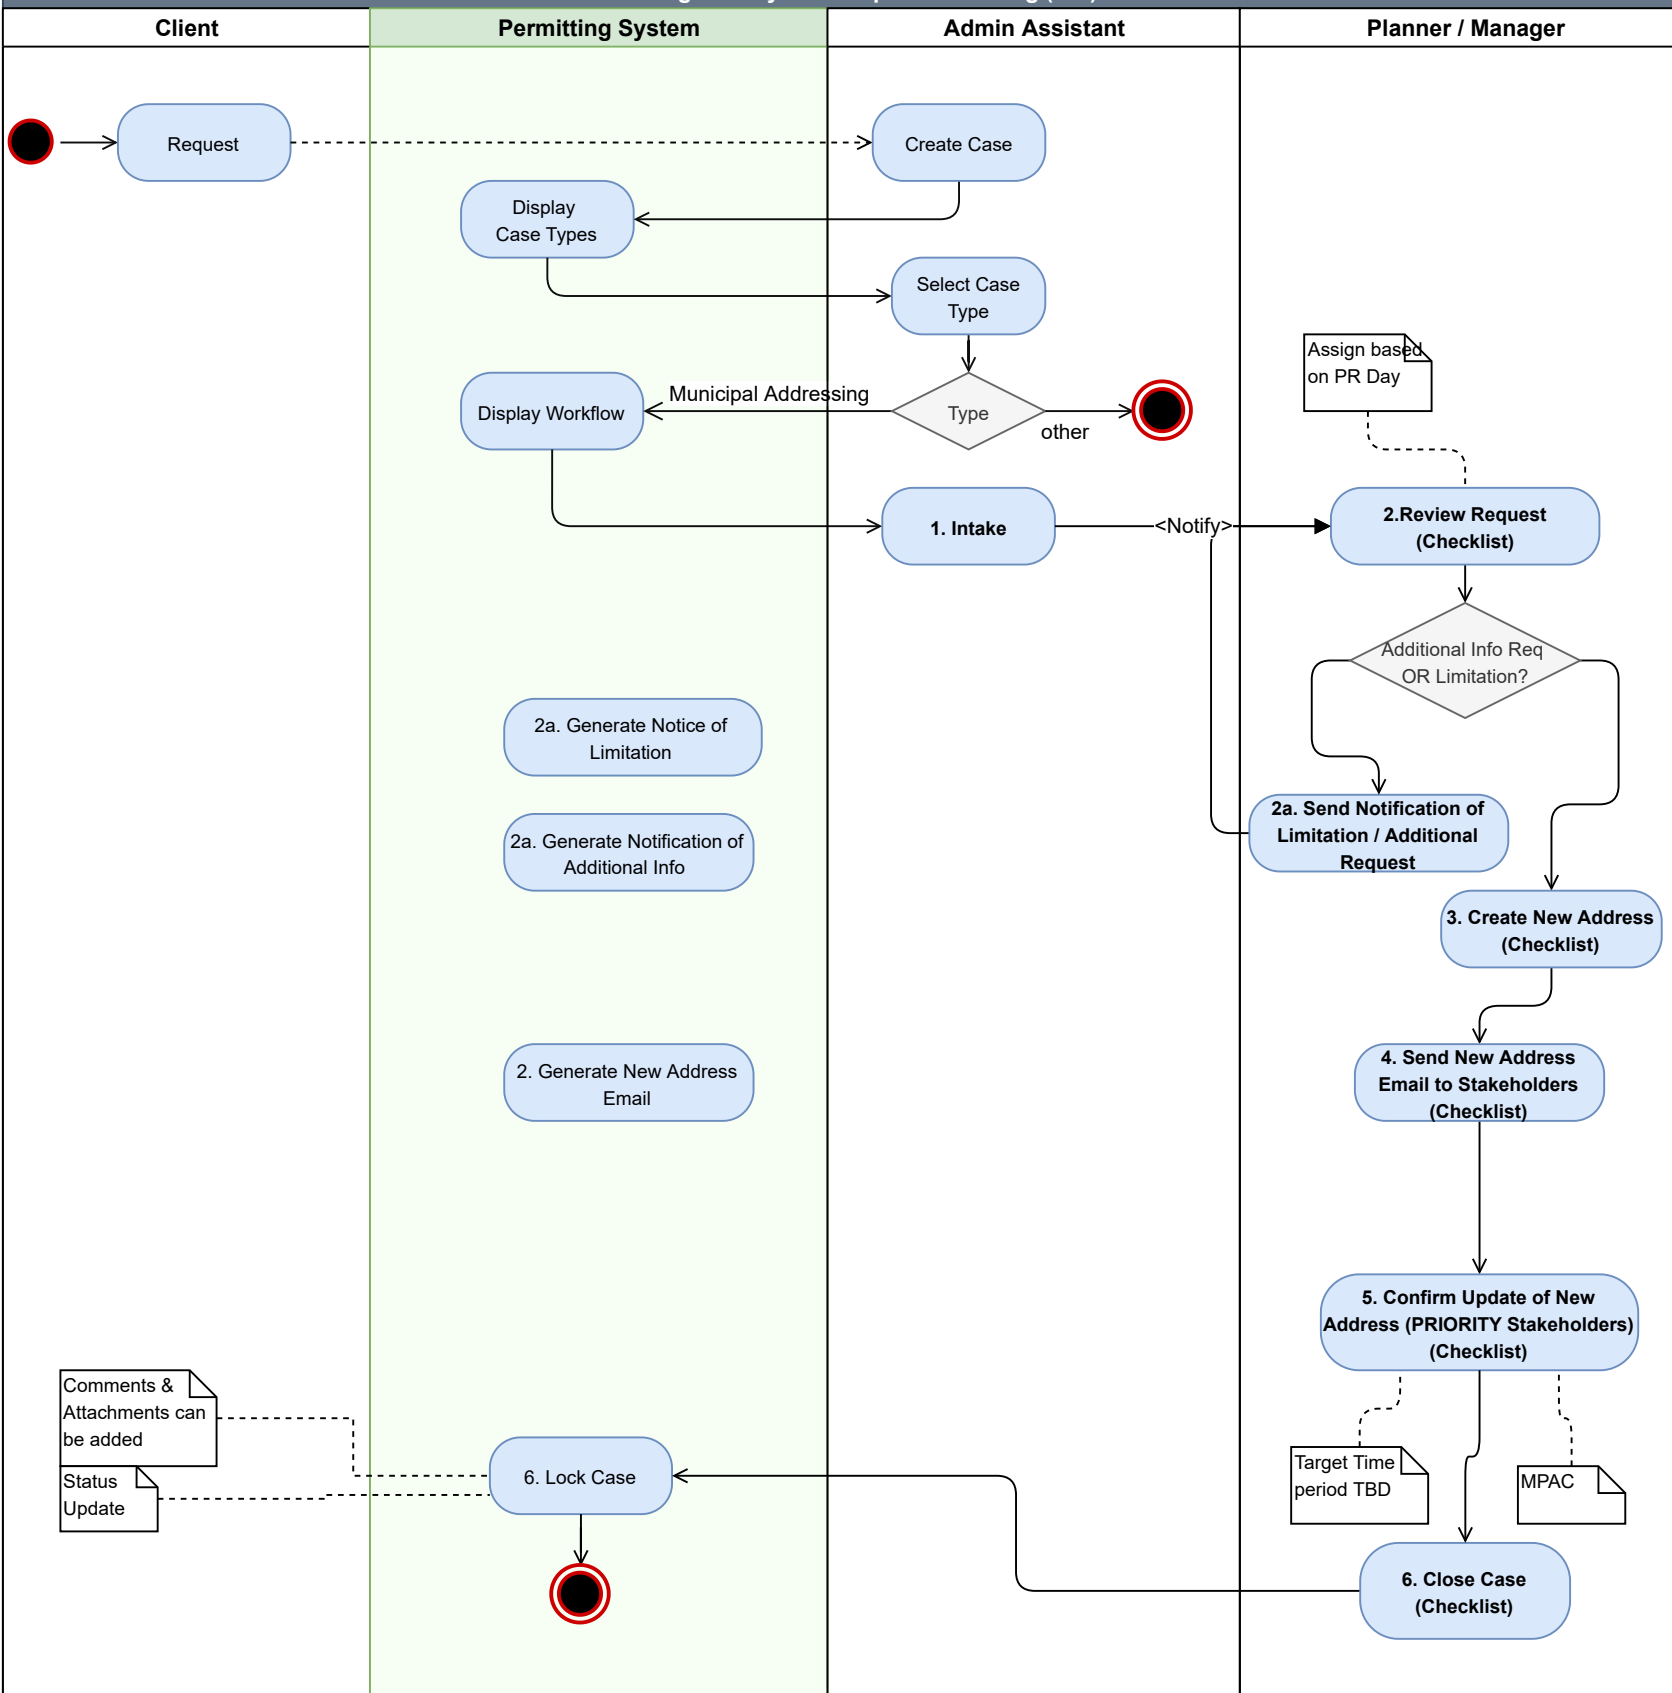 Client
Permitting System
Admin Assistant
Planner / Manager
Request
Create Case
Display
Case Types
Select Case
Type
Assign based
on PR Day
Municipal Addressing
Display Workflow
Type
other
1. Intake
<Notify>
2.Review Request
(Checklist)
Additional Info Req
OR Limitation?
2a. Generate Notice of
Limitation
2a. Send Notification of
Limitation / Additional
Request
2a. Generate Notification of
Additional Info
3. Create New Address
(Checklist)
2. Generate New Address
Email
4. Send New Address
Email to Stakeholders
(Checklist)
5. Confirm Update of New
Address (PRIORITY Stakeholders)
(Checklist)
Comments &
Attachments can
be added
Status
Update
6. Lock Case
Target Time
period TBD
MPAC
6. Close Case
(Checklist)